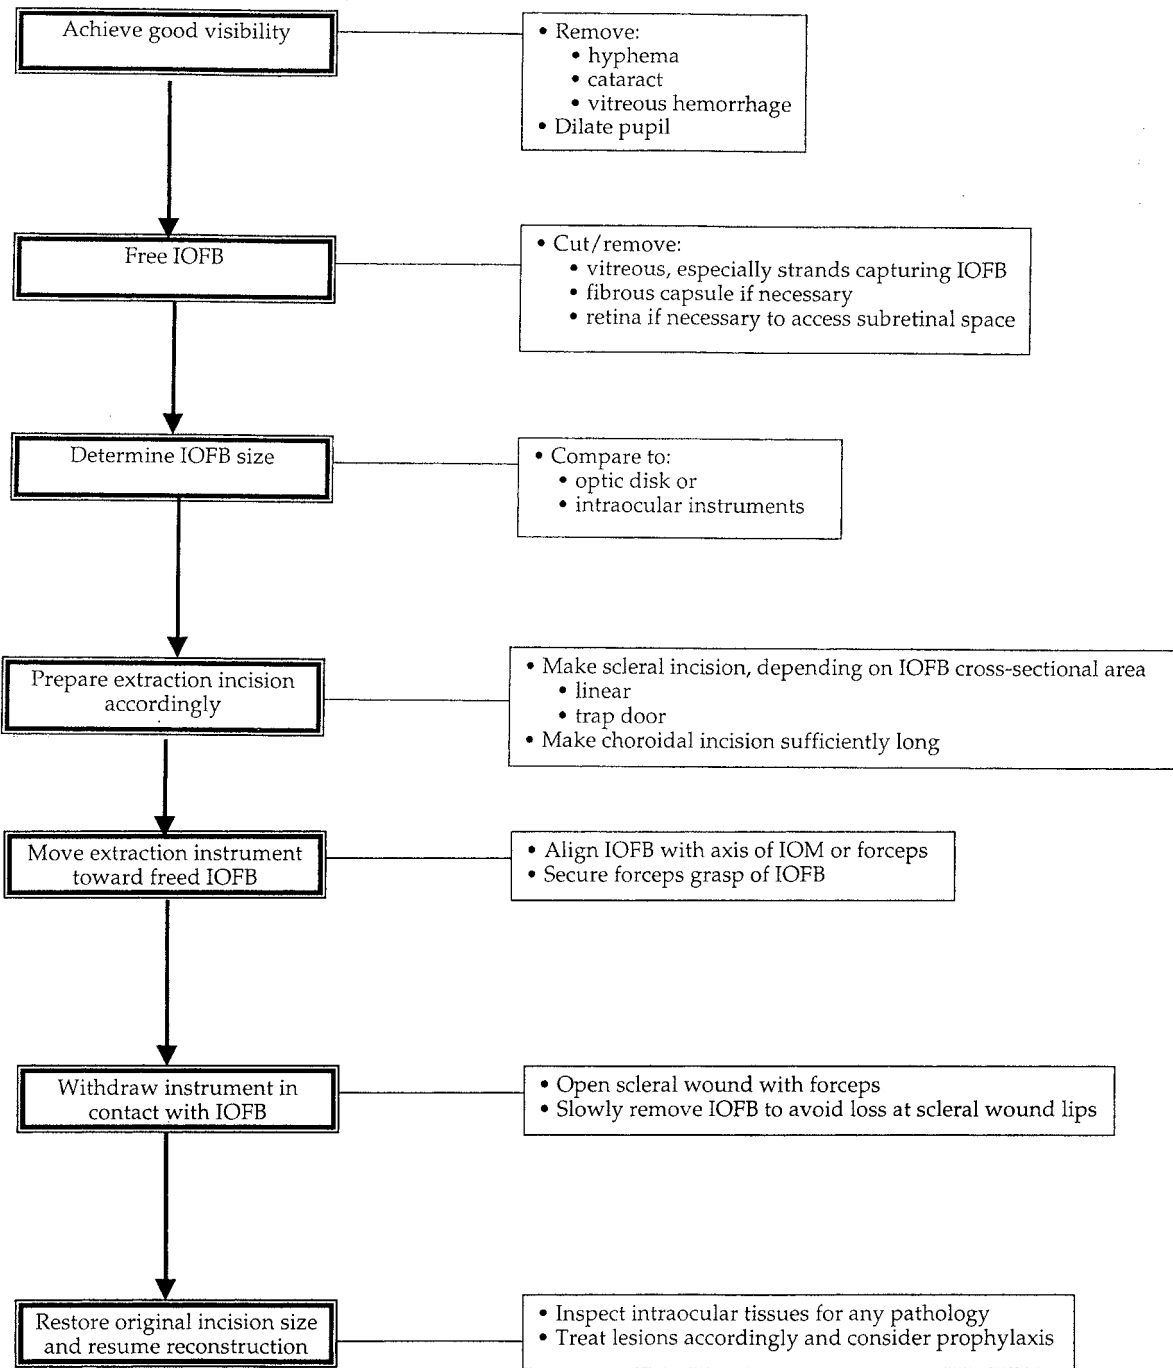 Achieve good visibility
• Remove:
• hyphema
• cataract
• vitreous hemorrhage
• Dilate pupil
Free IOFB
• Cut/remove:
• vitreous, especially strands capturing IOFB
• fibrous capsule if necessary
• retina if necessary to access subretinal space
Determine IOFB size
• Compare to:
• optic disk or
• intraocular instruments
Prepare extraction incision
accordingly
• Make scleral incision, depending on IOFB cross-sectional area
• linear
• trap door
• Make choroidal incision sufficiently long
Move extraction instrument
toward freed IOFB
• Align IOFB with axis of IOM or forceps
• Secure forceps grasp of IOFB
Withdraw instrument in
contact with IOFB
• Open scleral wound with forceps
• Slowly remove IOFB to avoid loss at scleral wound lips
Restore original incision size
and resume reconstruction
• Inspect intraocular tissues for any pathology
• Treat lesions accordingly and consider prophylaxis